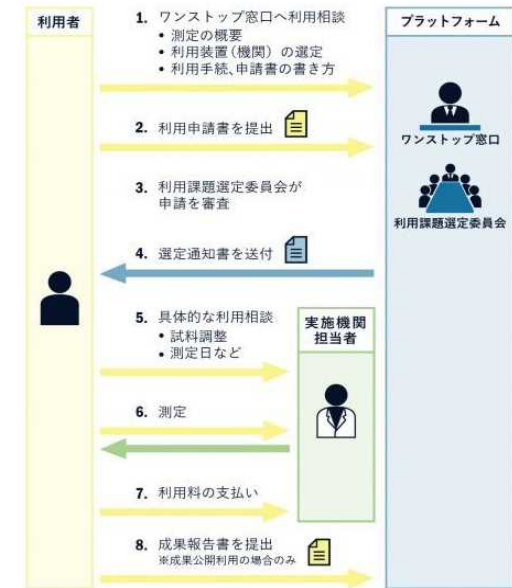 利用者
プラットフォーム
ワンストップ窓口
利用課題選定委員会
1. ワンストップ窓口へ利用相談
• 測定の概要
• 利用装置(機関)の選定
• 利用手続、申請書の書き方
2. 利用申請書を提出
3. 利用課題選定委員会が
申請を審査
4. 選定通知書を送付
5. 具体的な利用相談
• 試料調整
• 測定日など
実施機関
担当者
6. 測定
7. 利用料の支払い
8. 成果報告書を提出
※成果公開利用の場合のみ